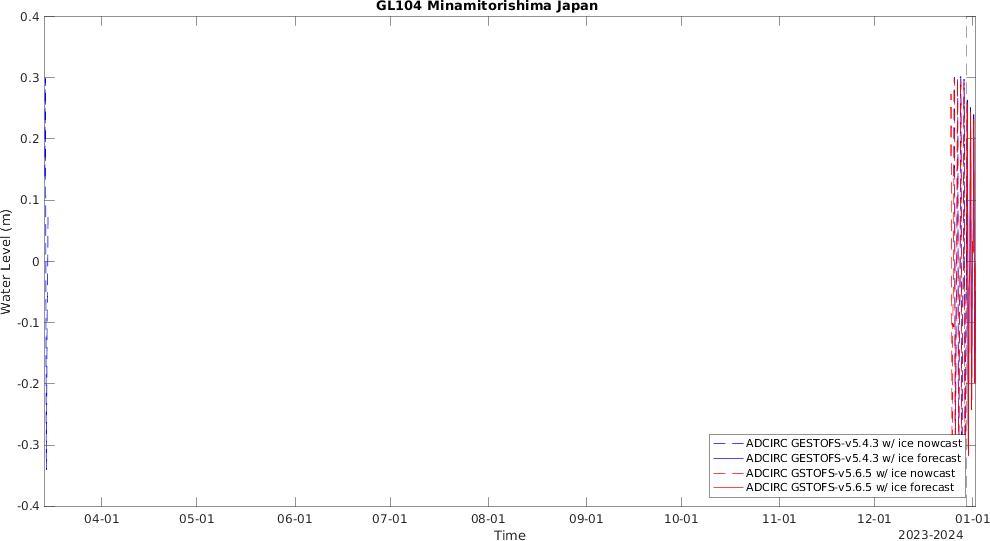 GL104 Minamitorishima Japan
0.4
0.3
0.2
0.1
0
-0.1
-0.2
-0.3
-0.4
Water Level (m)
ADCIRC GESTOFS-v5.4.3 w/ ice nowcast
ADCIRC GESTOFS-v5.4.3 w/ ice forecast
ADCIRC GSTOFS-v5.6.5 w/ ice nowcast
ADCIRC GSTOFS-v5.6.5 w/ ice forecast
04-01 05-01 06-01 07-01 08-01 09-01 10-01 11-01 12-01 01-01
Time
2023-2024